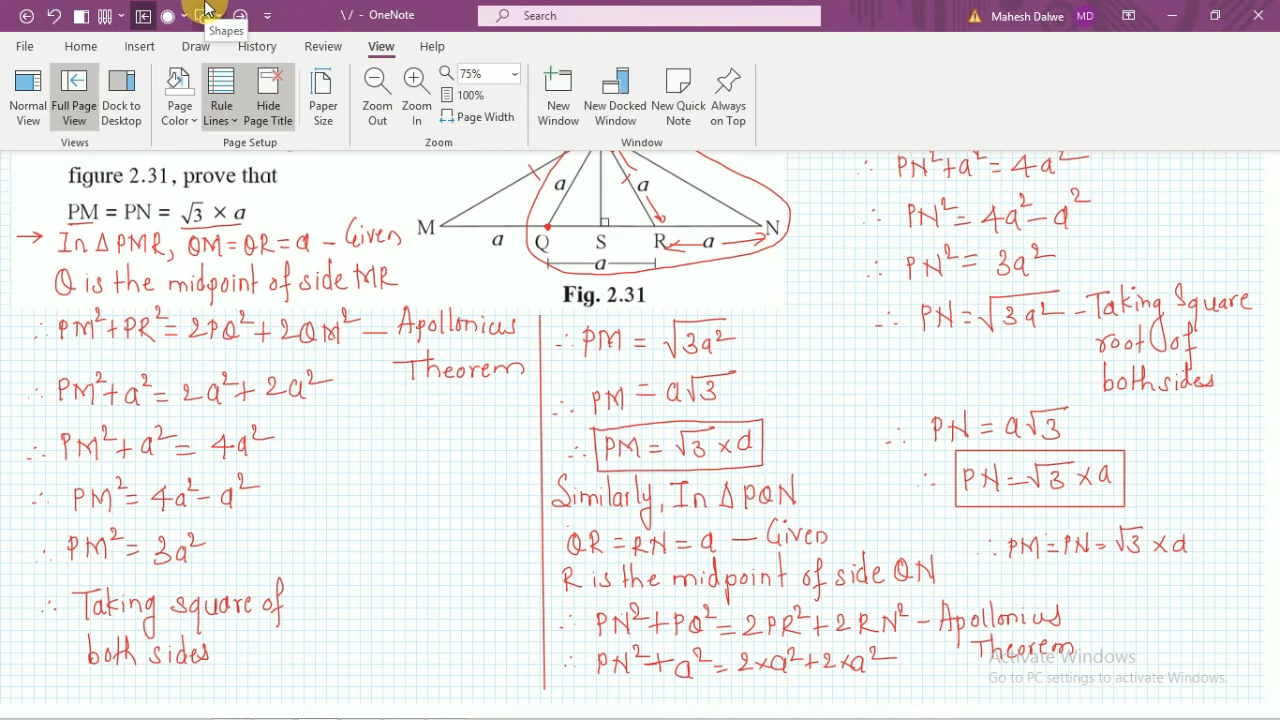 \/ - OneNote
Search
Mahesh Dalwe
MD
Shapes
File
Home
Insert
Draw
History
Review
View
Help
Normal View
Full Page View
Dock to Desktop
Page Color
Rule Lines
Hide Page Title
Paper Size
Zoom Out
Zoom In
75%
100%
Page Width
New Window
New Docked Window
New Quick Note
Always on Top
Views
Page Setup
Zoom
Window
figure 2.31, prove that
PM = PN = √3 × a
→ In △PMR, QM = QR = a – Given
Q is the midpoint of side MR
∴ PM² + PR² = 2PQ² + 2QM² – Apollonius
Theorem
∴ PM² + a² = 2a² + 2a²
∴ PM² + a² = 4a²
∴ PM² = 4a² - a²
∴ PM² = 3a²
∴ Taking square of
both sides
a
a
M
a
Q
S
R
a
N
a
Fig. 2.31
∴ PM = √3a²
∴ PM = a√3
∴ PM = √3 × a
Similarly, In △PQN
QR = RN = a – Given
R is the midpoint of side QN
∴ PN² + PQ² = 2PR² + 2RN² – Apollonius
Theorem
∴ PN² + a² = 2×a² + 2×a²
∴ PN² + a² = 4a²
∴ PN² = 4a² - a²
∴ PN² = 3a²
∴ PN = √3a² – Taking Square
root of
both sides
∴ PN = a√3
∴ PN = √3 × a
∴ PM = PN = √3 × a
Activate Windows
Go to PC settings to activate Windows.